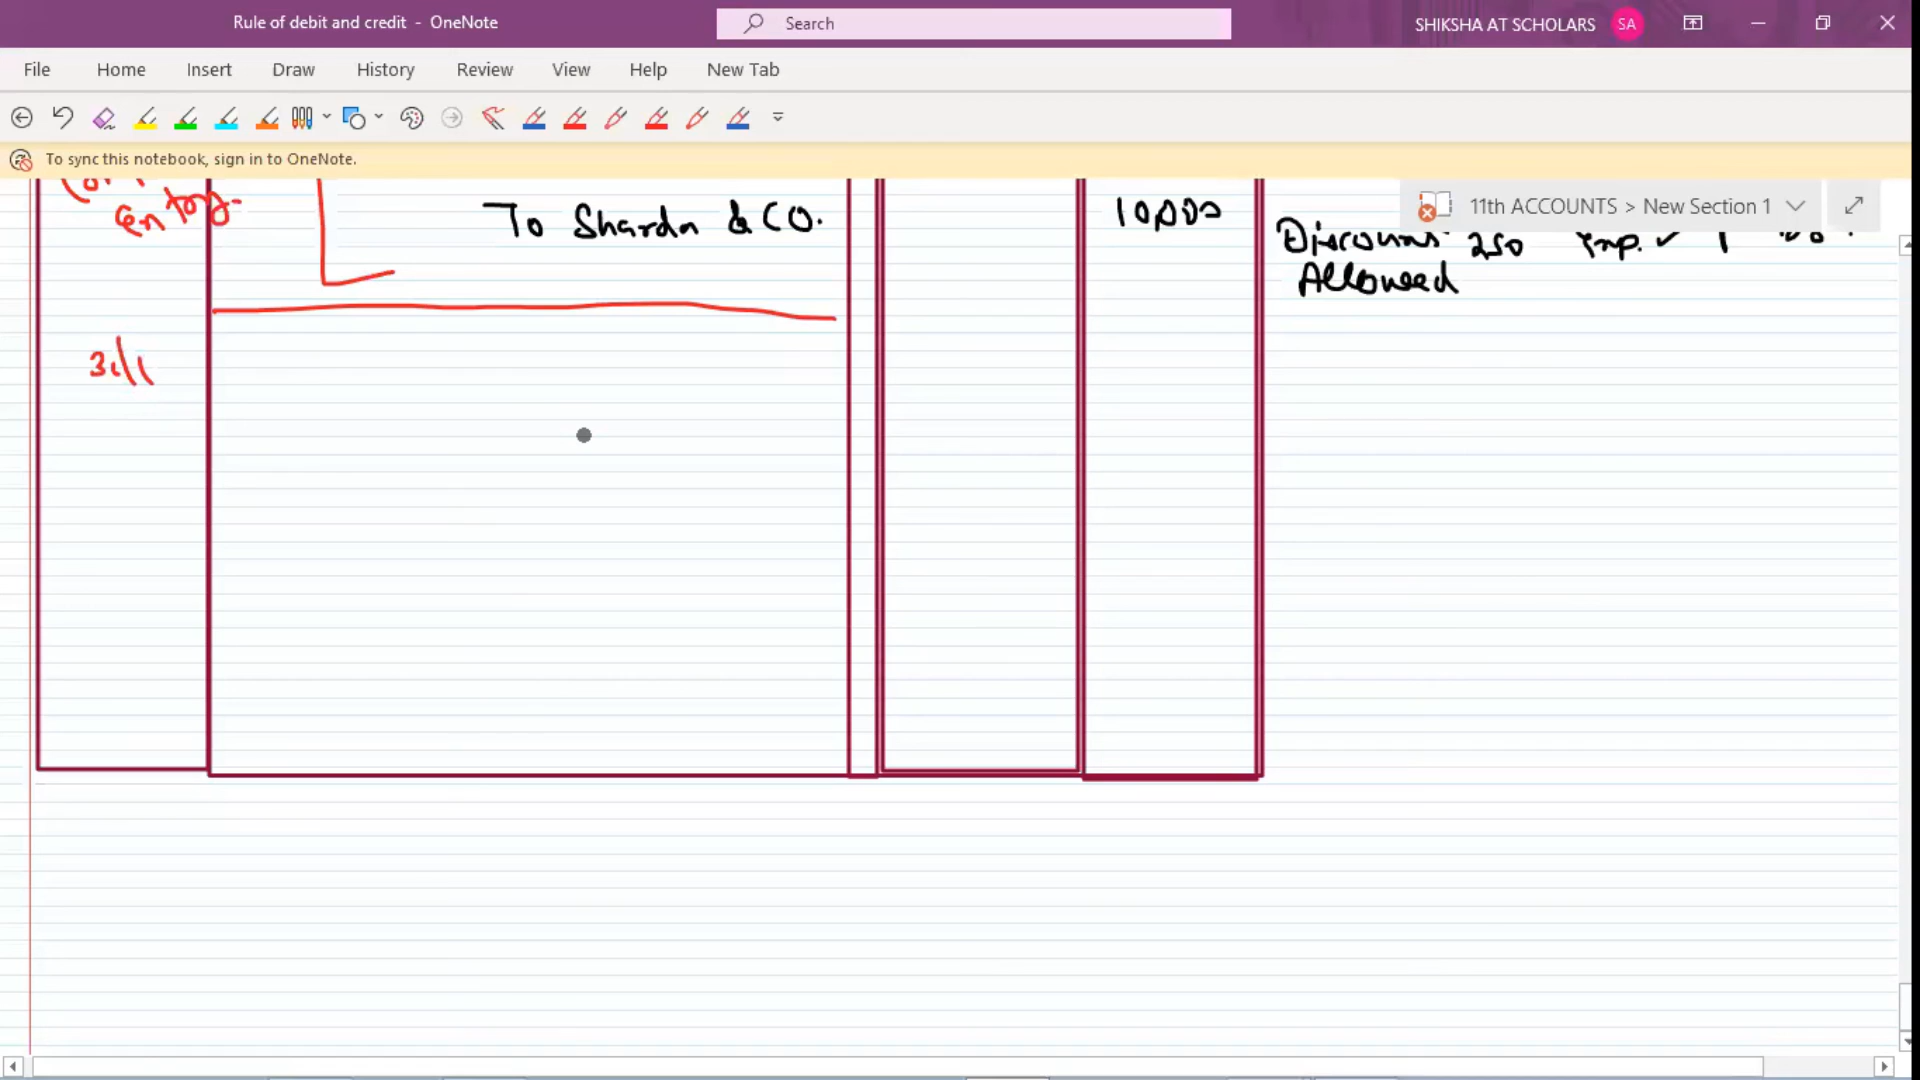 Rule of debit and credit - OneNote
Search
SHIKSHA AT SCHOLARS
SA
File Home Insert Draw History Review View Help New Tab
To sync this notebook, sign in to OneNote.
11th ACCOUNTS > New Section 1
entry
To Sharda & CO.
10000
Discount 250 Exp. ✓
Allowed